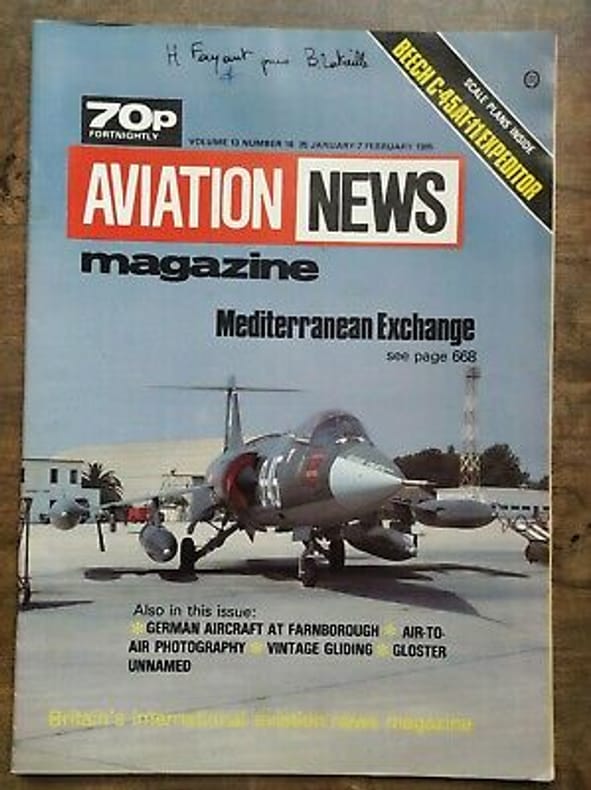 H Fayant
BEECH C-45/AT-11 EXPEDITOR
SCALE PLANS INSIDE
70p
FORTNIGHTLY
VOLUME 13 NUMBER 18 25 JANUARY-7 FEBRUARY 1985
AVIATION NEWS
magazine
Mediterranean Exchange
see page 668
Also in this issue:
GERMAN AIRCRAFT AT FARNBOROUGH AIR-TO-
AIR PHOTOGRAPHY VINTAGE GLIDING GLOSTER
UNNAMED
Britain's international aviation news magazine